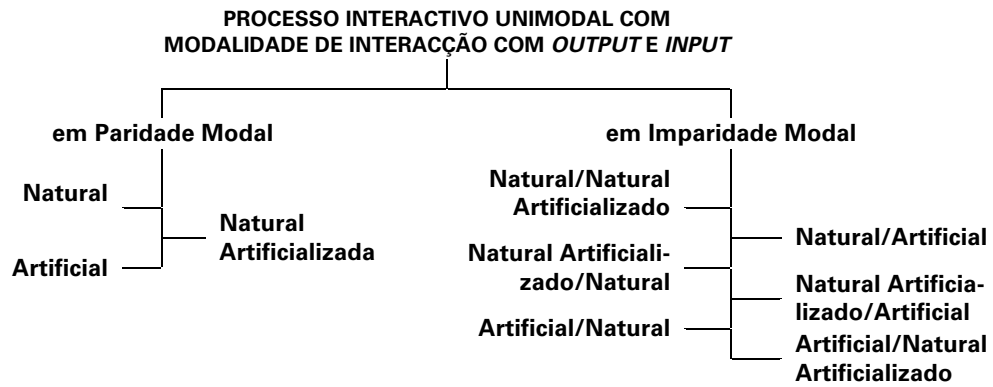 PROCESSO INTERACTIVO UNIMODAL COM
MODALIDADE DE INTERACÇÃO COM OUTPUT E INPUT
em Paridade Modal
Natural
Natural
Artificializada
Artificial
em Imparidade Modal
Natural/Natural
Artificializado
Natural/Artificial
Natural Artificiali-
zado/Natural
Natural Artificia-
lizado/Artificial
Artificial/Natural
Artificial/Natural
Artificializado